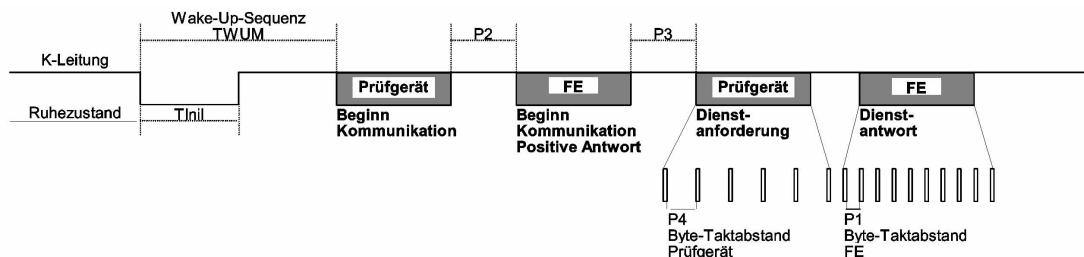 Wake-Up-Sequenz
TWUM
P2
P3
K-Leitung
Prüfgerät
FE
Prüfgerät
FE
Ruhezustand
TInil
Beginn
Kommunikation
Beginn
Kommunikation
Positive Antwort
Dienst-
anforderung
Dienst-
antwort
P4
Byte-Taktabstand
Prüfgerät
P1
Byte-Taktabstand
FE